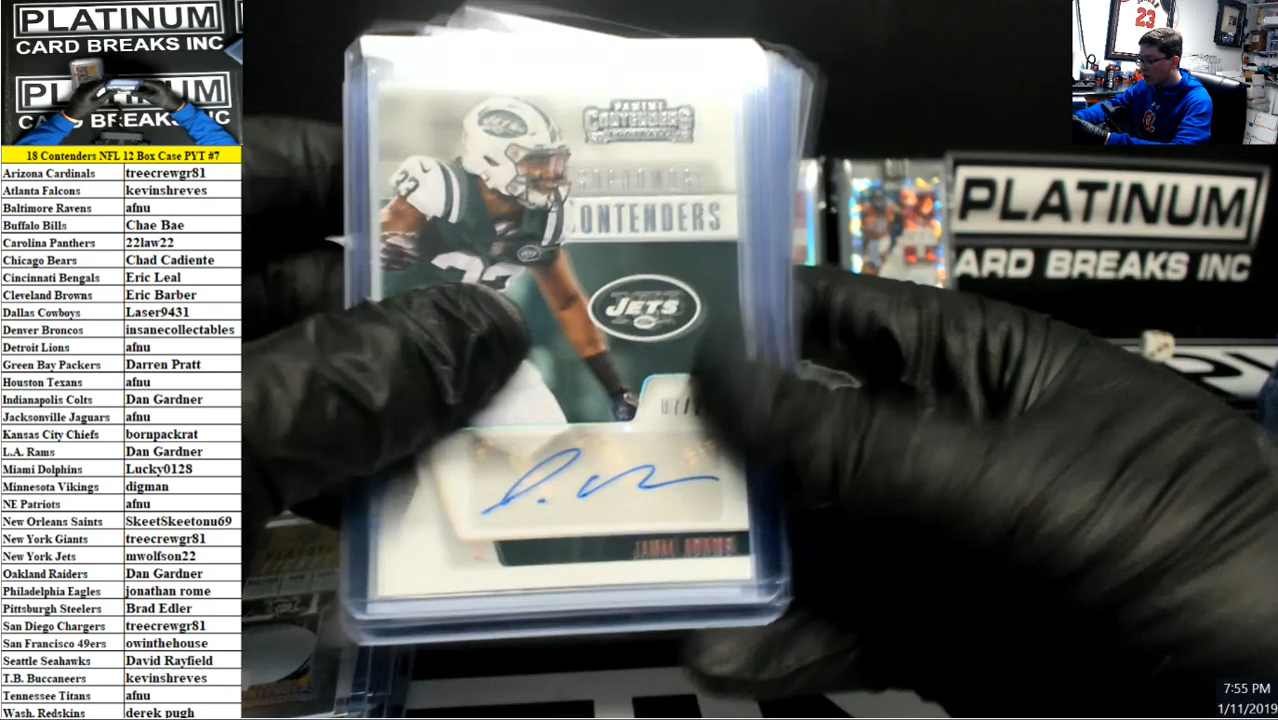 PLATINUM
CARD BREAKS INC
PLATINUM
CARD BREAKS INC
18 Contenders NFL 12 Box Case PYT #7
Arizona Cardinals treecrewgr81
Atlanta Falcons kevinshreves
Baltimore Ravens afnu
Buffalo Bills Chae Bae
Carolina Panthers 22law22
Chicago Bears Chad Cadiente
Cincinnati Bengals Eric Leal
Cleveland Browns Eric Barber
Dallas Cowboys Laser9431
Denver Broncos insanecollectables
Detroit Lions afnu
Green Bay Packers Darren Pratt
Houston Texans afnu
Indianapolis Colts Dan Gardner
Jacksonville Jaguars afnu
Kansas City Chiefs bornpackrat
L.A. Rams Dan Gardner
Miami Dolphins Lucky0128
Minnesota Vikings digman
NE Patriots afnu
New Orleans Saints SkeetSkeetonu69
New York Giants treecrewgr81
New York Jets mwolfson22
Oakland Raiders Dan Gardner
Philadelphia Eagles jonathan rome
Pittsburgh Steelers Brad Edler
San Diego Chargers treecrewgr81
San Francisco 49ers owinthehouse
Seattle Seahawks David Rayfield
T.B. Buccaneers kevinshreves
Tennessee Titans afnu
Wash. Redskins derek pugh
PANINI
CONTENDERS
FOOTBALL
CONTENDERS
JETS
JAMAL ADAMS
23
PLATINUM
ARD BREAKS INC
7:55 PM
1/11/2019